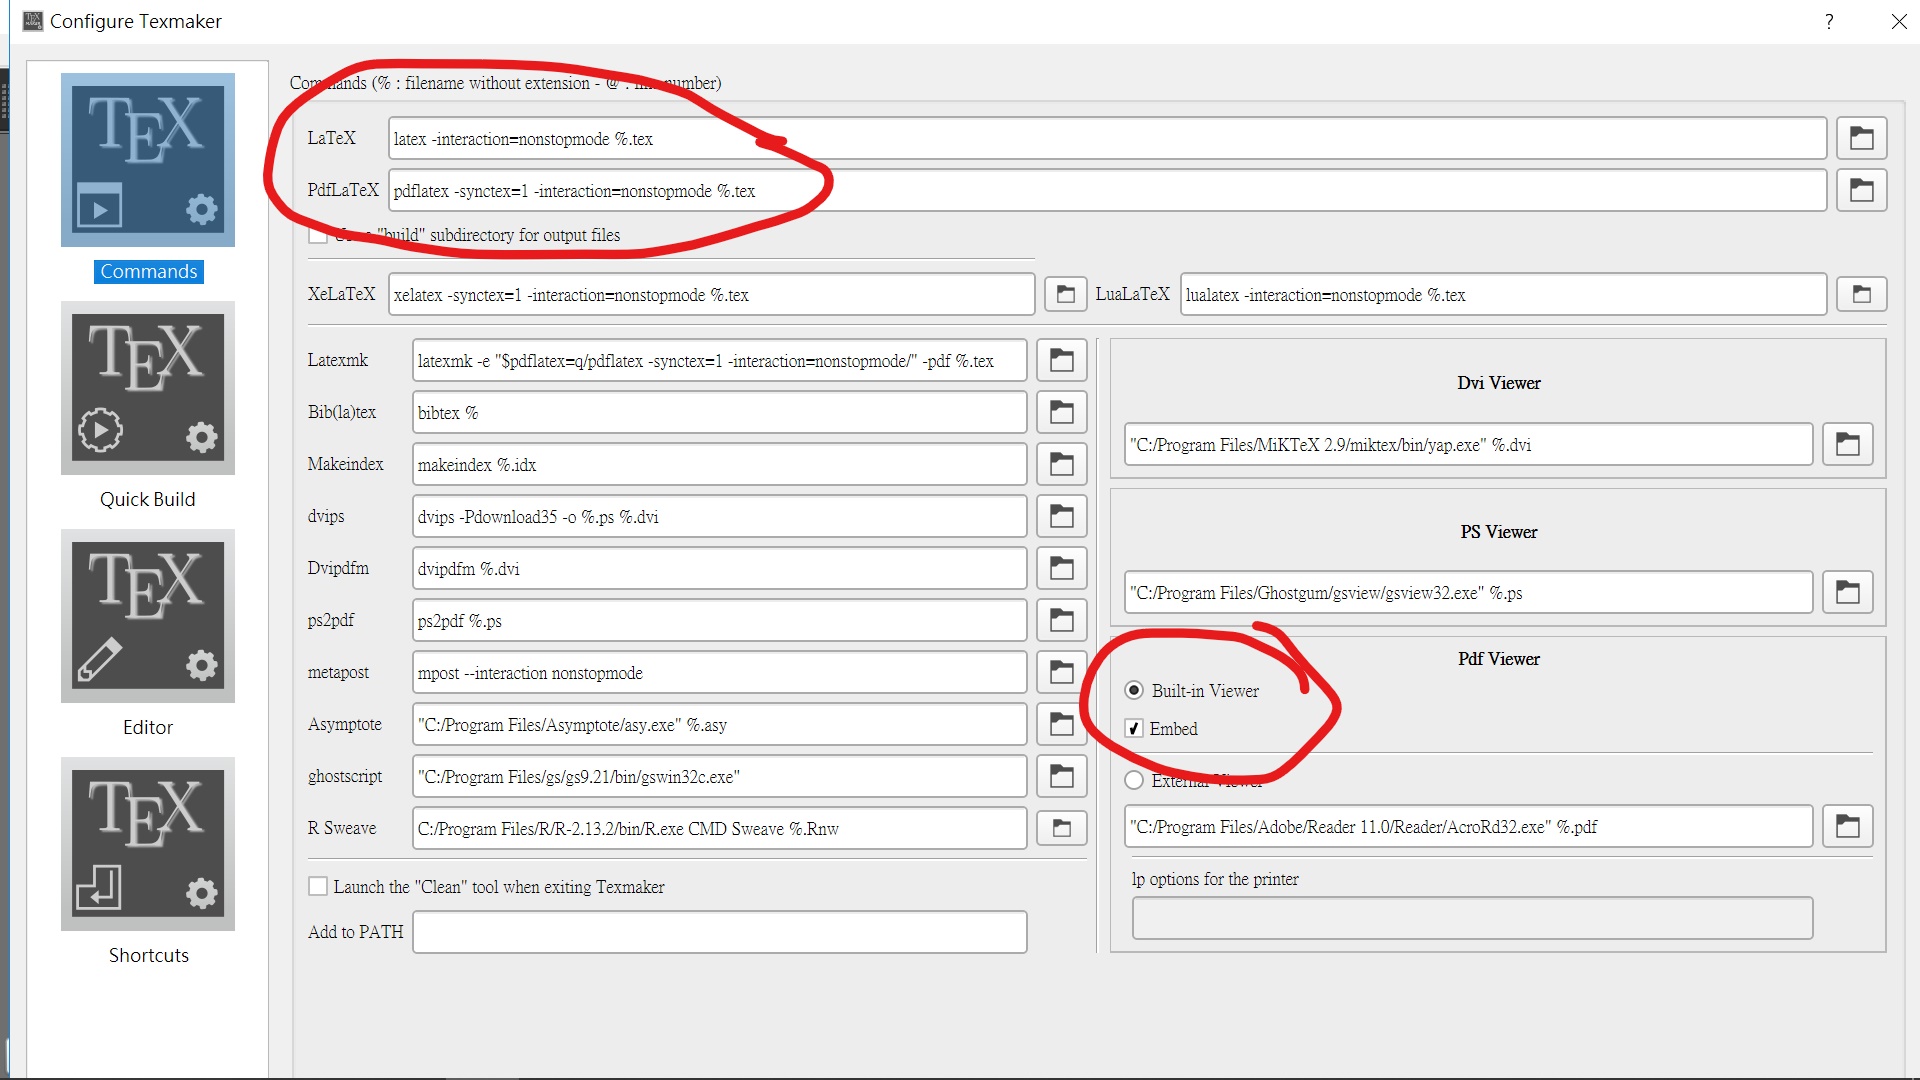 Configure Texmaker
?
Commands (% : filename without extension - @ : line number)
LaTeX latex -interaction=nonstopmode %.tex
PdfLaTeX pdflatex -synctex=1 -interaction=nonstopmode %.tex
"build" subdirectory for output files
XeLaTeX xelatex -synctex=1 -interaction=nonstopmode %.tex LuaLaTeX lualatex -interaction=nonstopmode %.tex
TEX
Commands
TEX
Quick Build
TEX
Editor
TEX
Shortcuts
Latexmk latexmk -e "$pdflatex=q/pdflatex -synctex=1 -interaction=nonstopmode/" -pdf %.tex
Bib(la)tex bibtex %
Makeindex makeindex %.idx
dvips dvips -Pdownload35 -o %.ps %.dvi
Dvipdfm dvipdfm %.dvi
ps2pdf ps2pdf %.ps
metapost mpost --interaction nonstopmode
Asymptote "C:/Program Files/Asymptote/asy.exe" %.asy
ghostscript "C:/Program Files/gs/gs9.21/bin/gswin32c.exe"
R Sweave C:/Program Files/R/R-2.13.2/bin/R.exe CMD Sweave %.Rnw
Launch the "Clean" tool when exiting Texmaker
Add to PATH
Dvi Viewer
"C:/Program Files/MiKTeX 2.9/miktex/bin/yap.exe" %.dvi
PS Viewer
"C:/Program Files/Ghostgum/gsview/gsview32.exe" %.ps
Pdf Viewer
Built-in Viewer
Embed
External Viewer
"C:/Program Files/Adobe/Reader 11.0/Reader/AcroRd32.exe" %.pdf
lp options for the printer